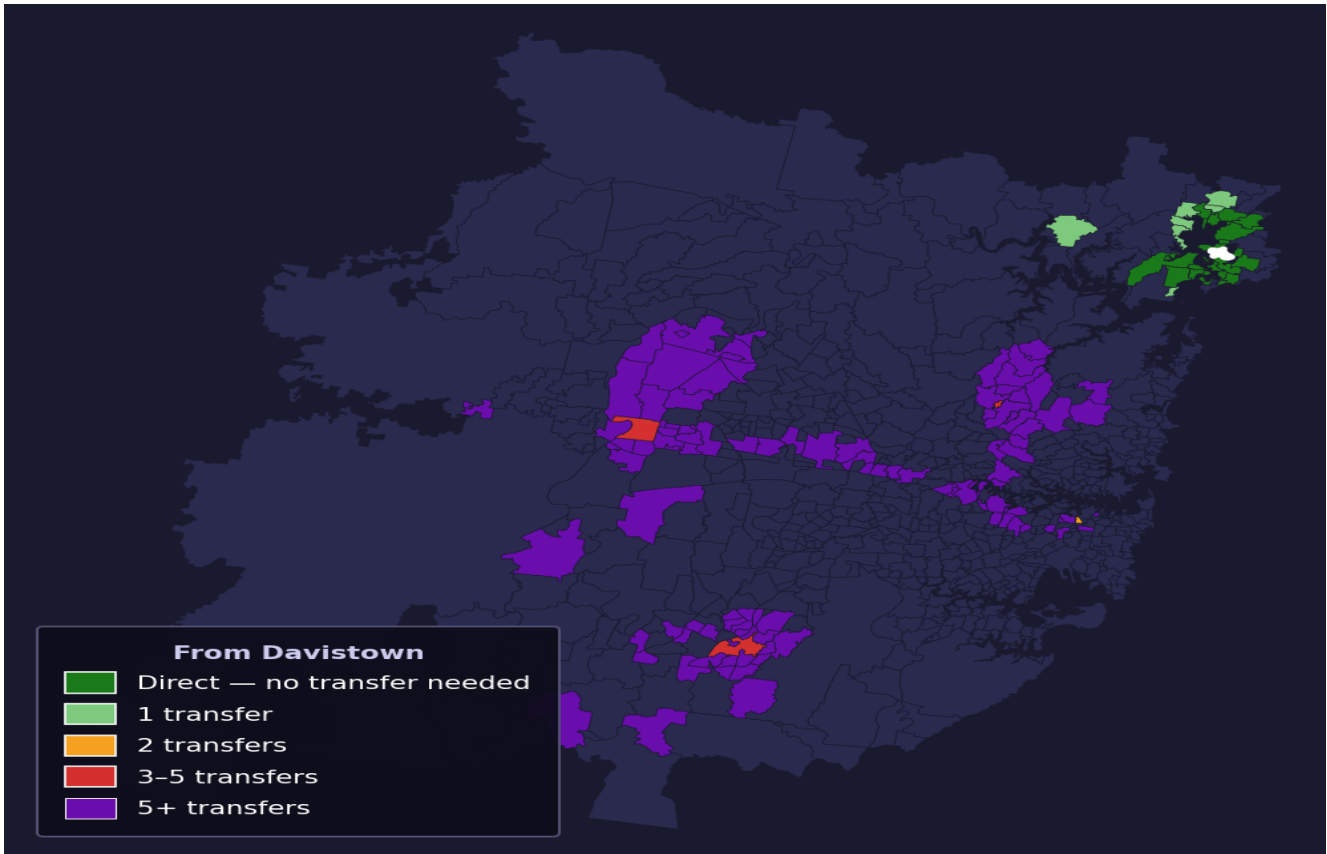 From Davistown
Direct — no transfer needed
1 transfer
2 transfers
3–5 transfers
5+ transfers